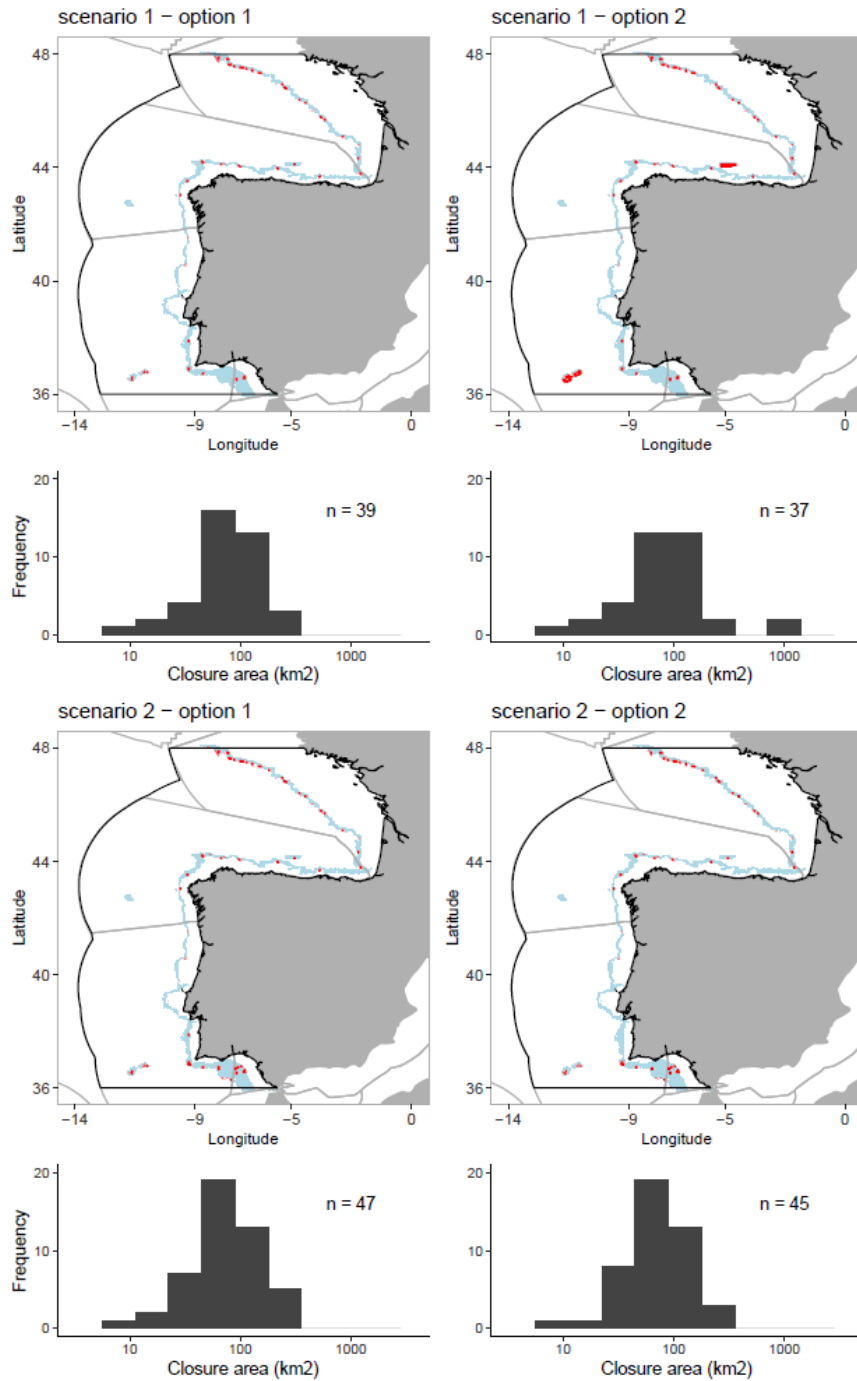 scenario 1 − option 1
scenario 1 − option 2
48
44
40
36
Latitude
−14
−9
−5
0
Longitude
48
44
40
36
Latitude
−14
−9
−5
0
Longitude
20
10
0
Frequency
n = 39
10
100
1000
Closure area (km2)
20
10
0
n = 37
10
100
1000
Closure area (km2)
scenario 2 − option 1
scenario 2 − option 2
48
44
40
36
Latitude
−14
−9
−5
0
Longitude
48
44
40
36
Latitude
−14
−9
−5
0
Longitude
20
10
0
Frequency
n = 47
10
100
1000
Closure area (km2)
20
10
0
n = 45
10
100
1000
Closure area (km2)